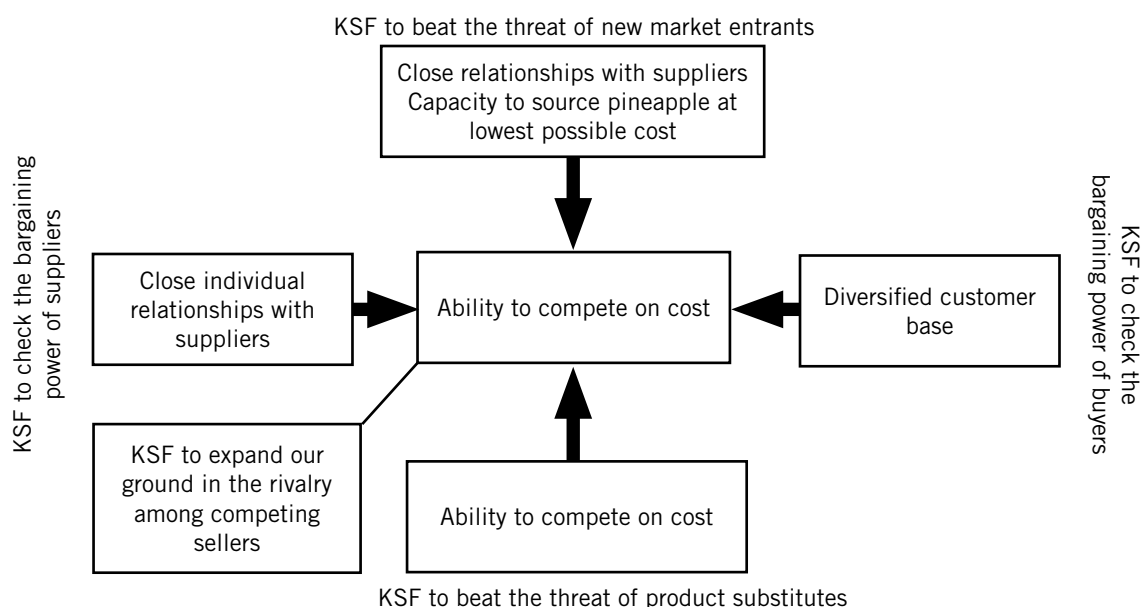 KSF to beat the threat of new market entrants
Close relationships with suppliers
Capacity to source pineapple at
lowest possible cost
KSF to check the bargaining
power of suppliers
Close individual
relationships with
suppliers
Ability to compete on cost
Diversified customer
base
KSF to check the
bargaining power of buyers
KSF to expand our
ground in the rivalry
among competing
sellers
Ability to compete on cost
KSF to beat the threat of product substitutes